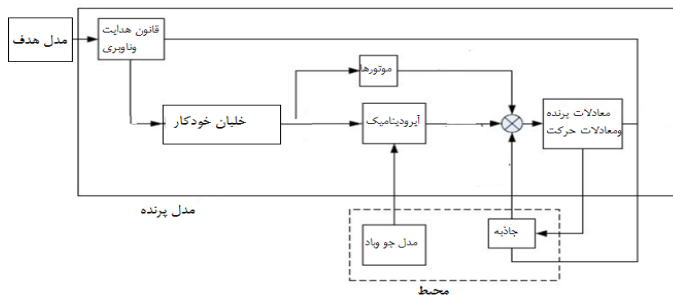 مدل هدف
قانون هدایت
وناوبری
موتورها
خلبان خودکار
آیرودینامیک
معادلات پرنده
ومعادلات حرکت
مدل پرنده
مدل جو وباد
جاذبه
محیط